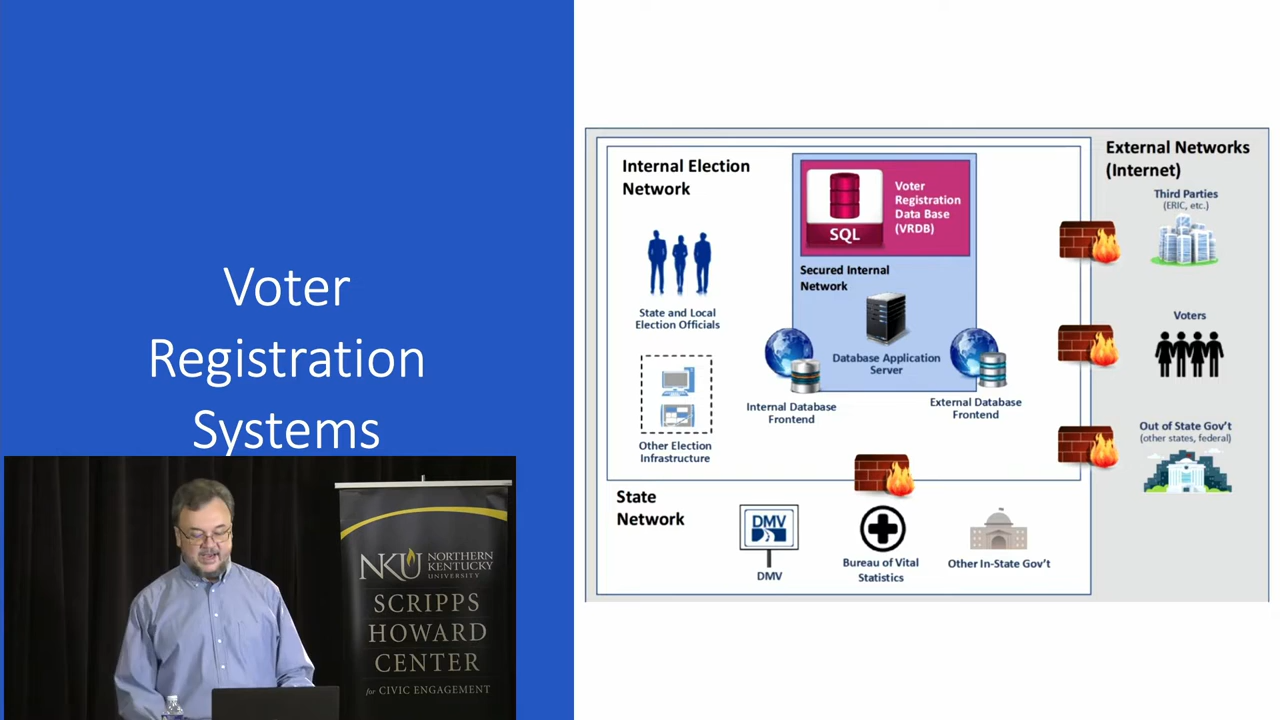 Voter
Registration
Systems
NKU NORTHERN
KENTUCKY
UNIVERSITY
SCRIPPS
HOWARD
CENTER
for CIVIC ENGAGEMENT
Internal Election
Network
State and Local
Election Officials
Other Election
Infrastructure
SQL
Voter
Registration
Data Base
(VRDB)
Secured Internal
Network
Database Application
Server
Internal Database
Frontend
External Database
Frontend
State
Network
DMV
DMV
Bureau of Vital
Statistics
Other In-State Gov't
External Networks
(Internet)
Third Parties
(ERIC, etc.)
Voters
Out of State Gov't
(other states, federal)